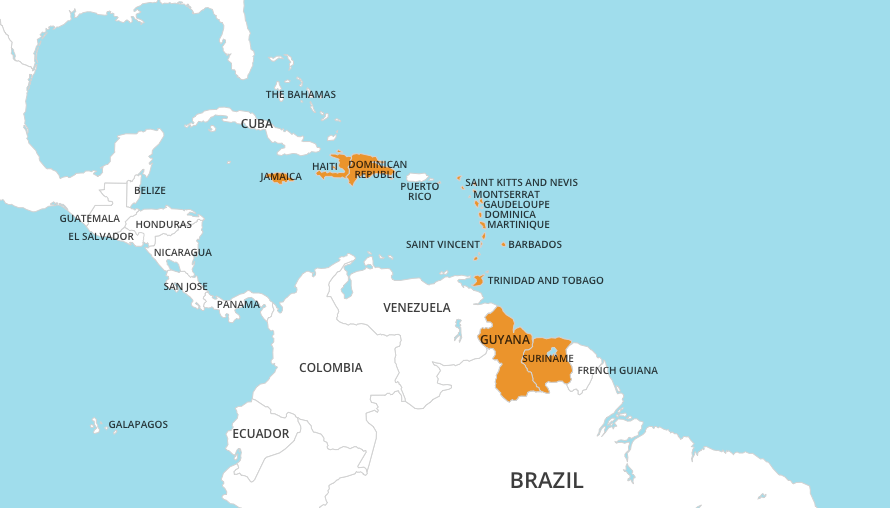 THE BAHAMAS
CUBA
HAITI
DOMINICAN
REPUBLIC
JAMAICA
PUERTO
RICO
SAINT KITTS AND NEVIS
MONTSERRAT
GAUDELOUPE
DOMINICA
MARTINIQUE
SAINT VINCENT
BARBADOS
BELIZE
GUATEMALA
HONDURAS
EL SALVADOR
NICARAGUA
SAN JOSE
PANAMA
TRINIDAD AND TOBAGO
VENEZUELA
GUYANA
SURINAME
FRENCH GUIANA
COLOMBIA
GALAPAGOS
ECUADOR
BRAZIL